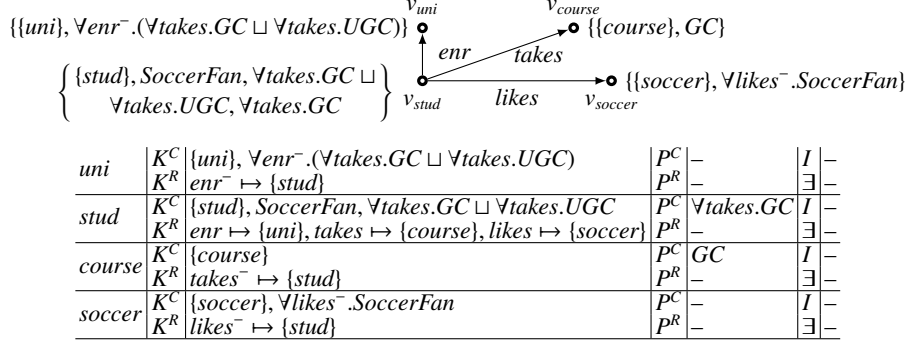 v_uni v_course
{{uni}, ∀enr⁻.(∀takes.GC ⊔ ∀takes.UGC)} {{course}, GC}
enr takes
{ {stud}, SoccerFan, ∀takes.GC ⊔ ∀takes.UGC, ∀takes.GC } {{soccer}, ∀likes⁻.SoccerFan}
v_stud likes v_soccer
uni K^C {uni}, ∀enr⁻.(∀takes.GC ⊔ ∀takes.UGC) P^C – I –
K^R enr⁻ ↦ {stud} P^R – ∃ –
stud K^C {stud}, SoccerFan, ∀takes.GC ⊔ ∀takes.UGC P^C ∀takes.GC I –
K^R enr ↦ {uni}, takes ↦ {course}, likes ↦ {soccer} P^R – ∃ –
course K^C {course} P^C GC I –
K^R takes⁻ ↦ {stud} P^R – ∃ –
soccer K^C {soccer}, ∀likes⁻.SoccerFan P^C – I –
K^R likes⁻ ↦ {stud} P^R – ∃ –